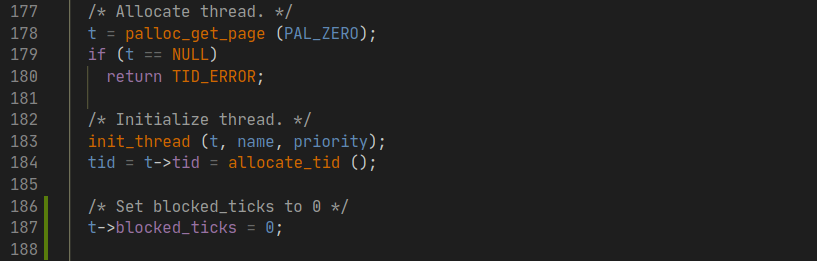 177 /* Allocate thread. */
178 t = palloc_get_page (PAL_ZERO);
179 if (t == NULL)
180 return TID_ERROR;
181
182 /* Initialize thread. */
183 init_thread (t, name, priority);
184 tid = t->tid = allocate_tid ();
185
186 /* Set blocked_ticks to 0 */
187 t->blocked_ticks = 0;
188